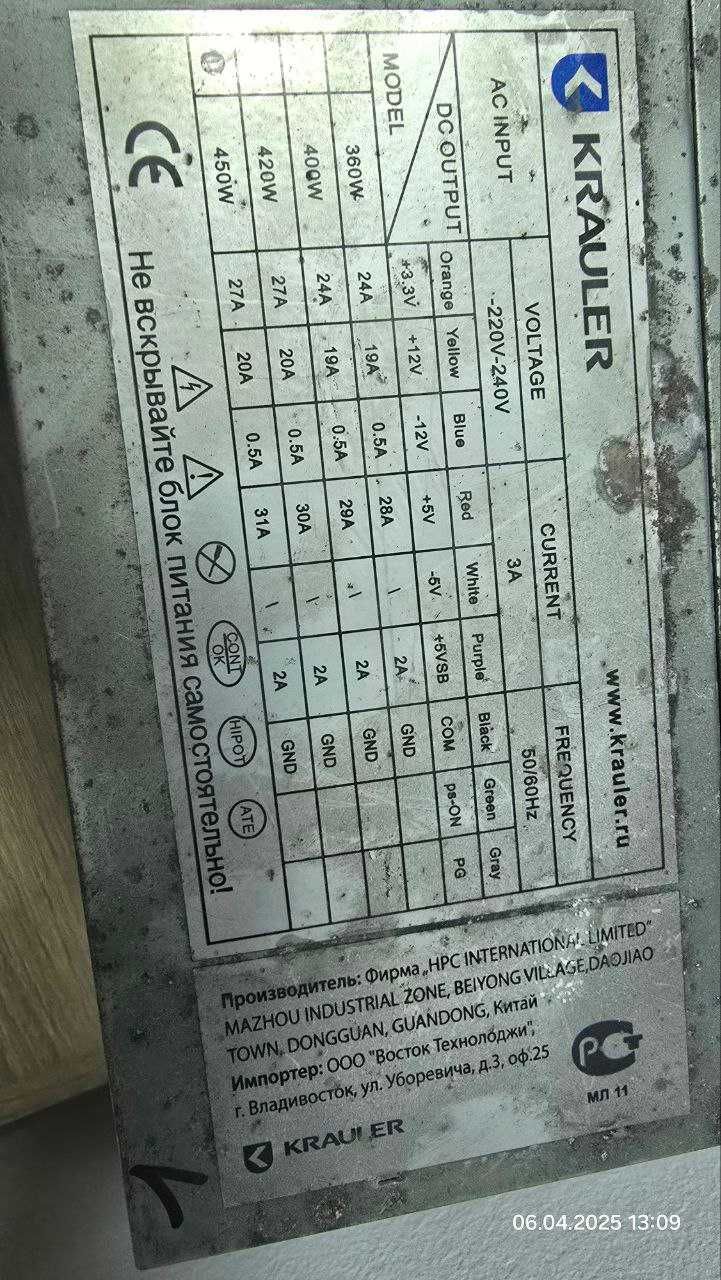 KRAULER
www.krauler.ru
AC INPUT VOLTAGE CURRENT FREQUENCY
-220V-240V 3A 50/60Hz
DC OUTPUT Orange Yellow Blue Red White Purple Black Green Gray
MODEL +3.3V +12V -12V +5V -5V +5VSB COM ps-ON PG
360W 24A 19A 0.5A 28A \ 2A GND
400W 24A 19A 0.5A 29A \ 2A GND
420W 27A 20A 0.5A 30A \ 2A GND
450W 27A 20A 0.5A 31A \ 2A GND
CE
CONT OK
HIPOT
ATE
Не вскрывайте блок питания самостоятельно!
Производитель: Фирма „HPC INTERNATIONAL LIMITED"
MAZHOU INDUSTRIAL ZONE, BEIYONG VILLAGE,DAOJIAO
TOWN, DONGGUAN, GUANDONG, Китай
Импортер: ООО "Восток Технолоджи",
г. Владивосток, ул. Уборевича, д.3, оф.25
KRAULER
РСТ
МЛ 11
1
06.04.2025 13:09